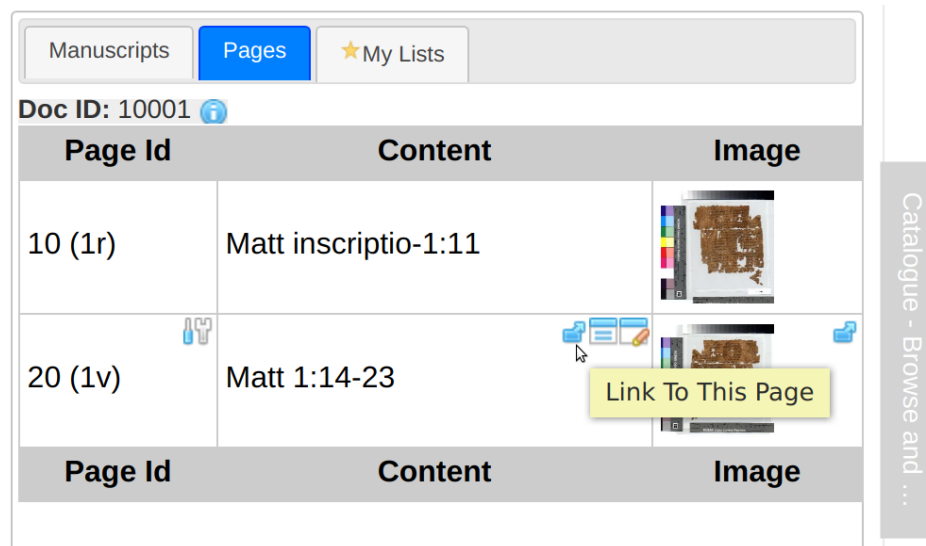 Manuscripts Pages My Lists
Doc ID: 10001
Page Id Content Image
10 (1r) Matt inscriptio-1:11
20 (1v) Matt 1:14-23
Link To This Page
Page Id Content Image
Catalogue - Browse and ...